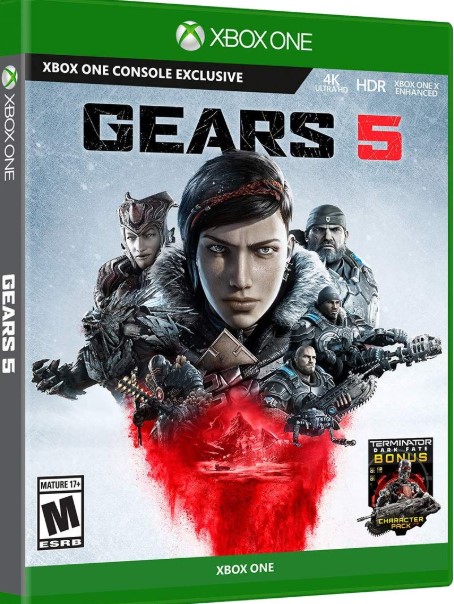 XBOX ONE
XBOX ONE CONSOLE EXCLUSIVE
4K
ULTRA HD
HDR
XBOX ONE X
ENHANCED
GEARS 5
XBOX ONE
GEARS 5
TERMINATOR
DARK FATE
BONUS
CHARACTER
PACK
MATURE 17+
M
ESRB
XBOX ONE